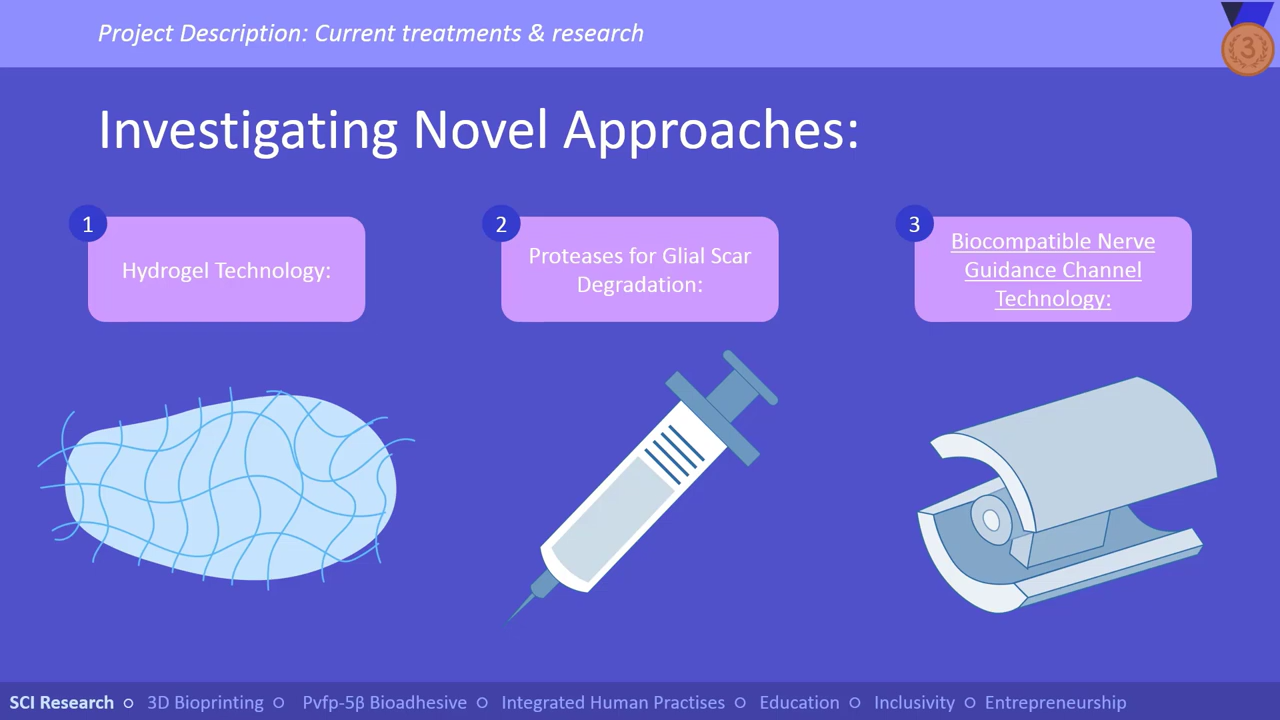 Project Description: Current treatments & research
3
Investigating Novel Approaches:
1
Hydrogel Technology:
2
Proteases for Glial Scar
Degradation:
3
Biocompatible Nerve
Guidance Channel
Technology:
SCI Research ○ 3D Bioprinting ○ Pvfp-5β Bioadhesive ○ Integrated Human Practises ○ Education ○ Inclusivity ○ Entrepreneurship